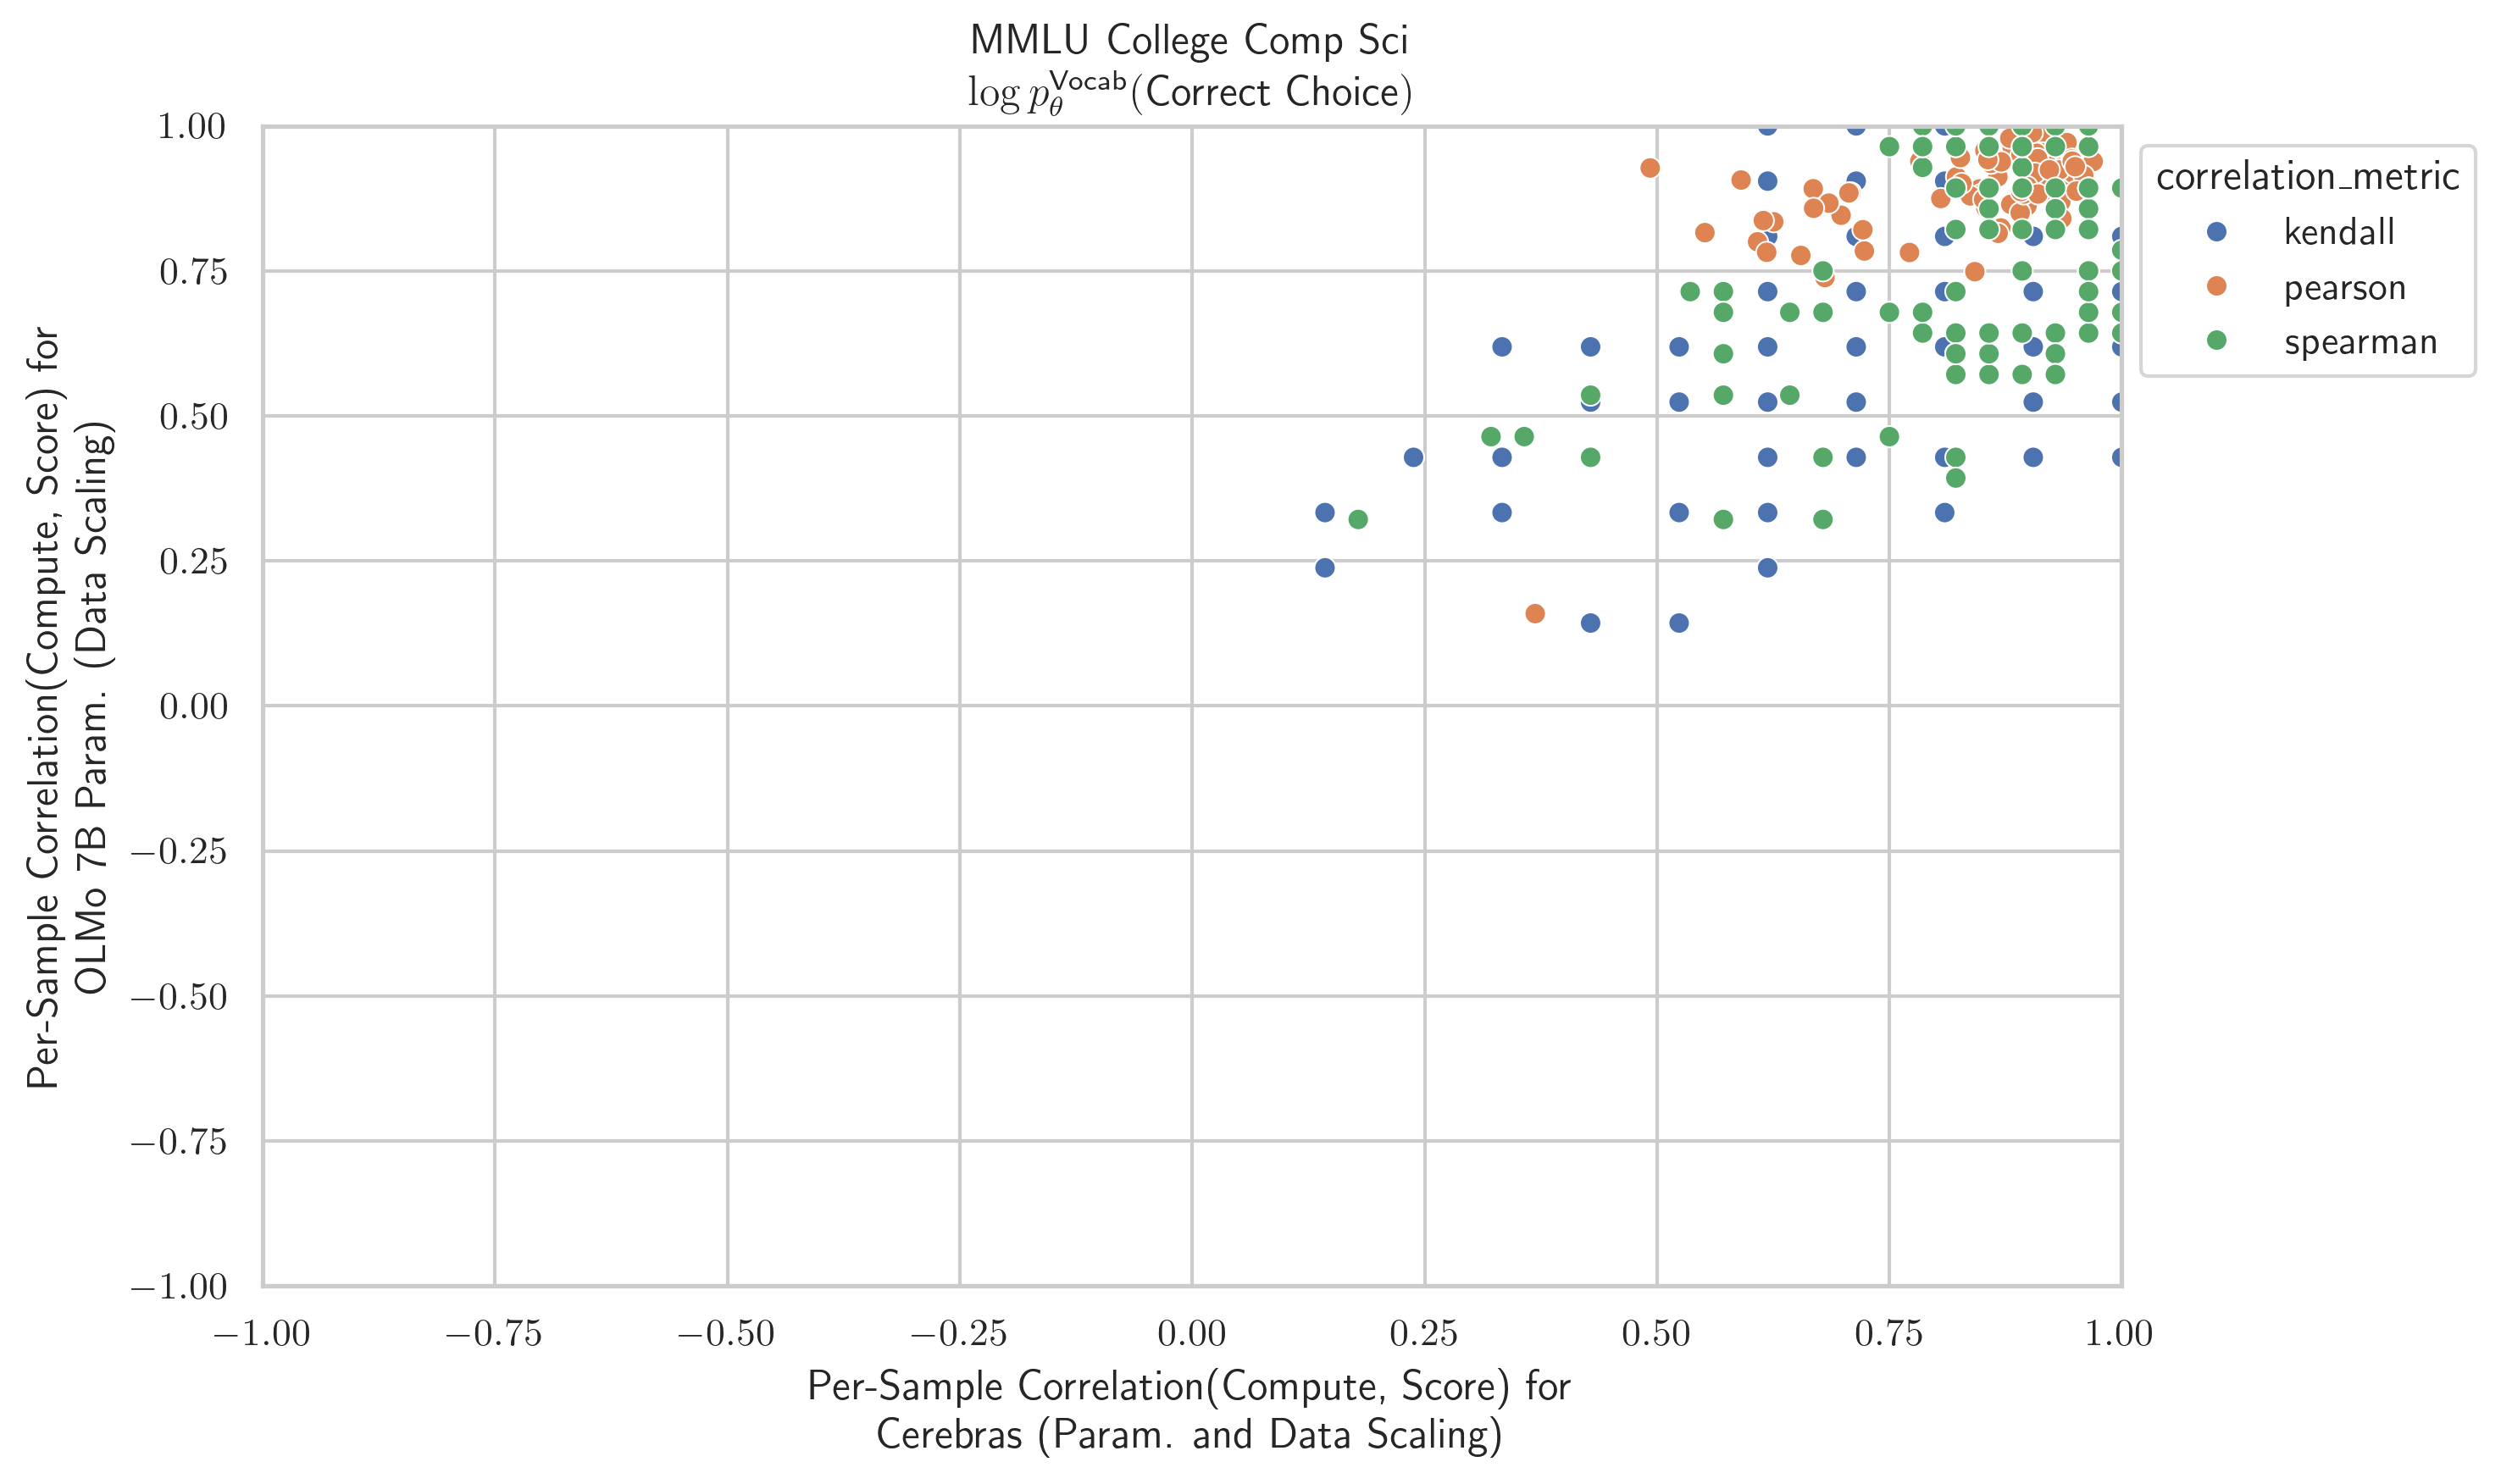 MMLU College Comp Sci
log p_θ^Vocab(Correct Choice)
1.00
0.75
0.50
0.25
0.00
−0.25
−0.50
−0.75
−1.00
Per-Sample Correlation(Compute, Score) for
OLMo 7B Param. (Data Scaling)
correlation_metric
kendall
pearson
spearman
−1.00 −0.75 −0.50 −0.25 0.00 0.25 0.50 0.75 1.00
Per-Sample Correlation(Compute, Score) for
Cerebras (Param. and Data Scaling)